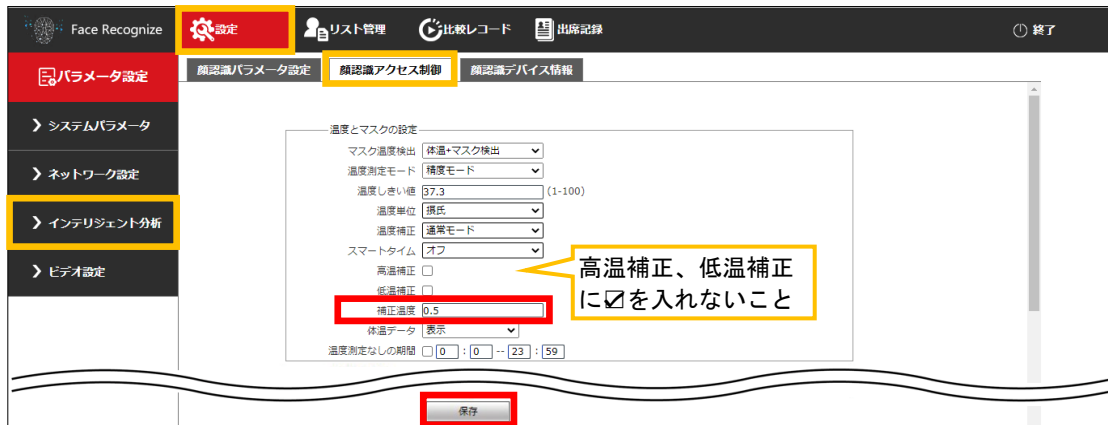 Face Recognize
設定
リスト管理
比較レコード
出席記録
終了
パラメータ設定
顔認識パラメータ設定
顔認識アクセス制御
顔認識デバイス情報
システムパラメータ
ネットワーク設定
インテリジェント分析
ビデオ設定
温度とマスクの設定
マスク温度検出 体温+マスク検出
温度測定モード 精度モード
温度しきい値 37.3 (1-100)
温度単位 摂氏
温度補正 通常モード
スマートタイム オフ
高温補正
低温補正
補正温度 0.5
体温データ 表示
温度測定なしの期間 0 : 0 -- 23 : 59
高温補正、低温補正
に☑を入れないこと
保存